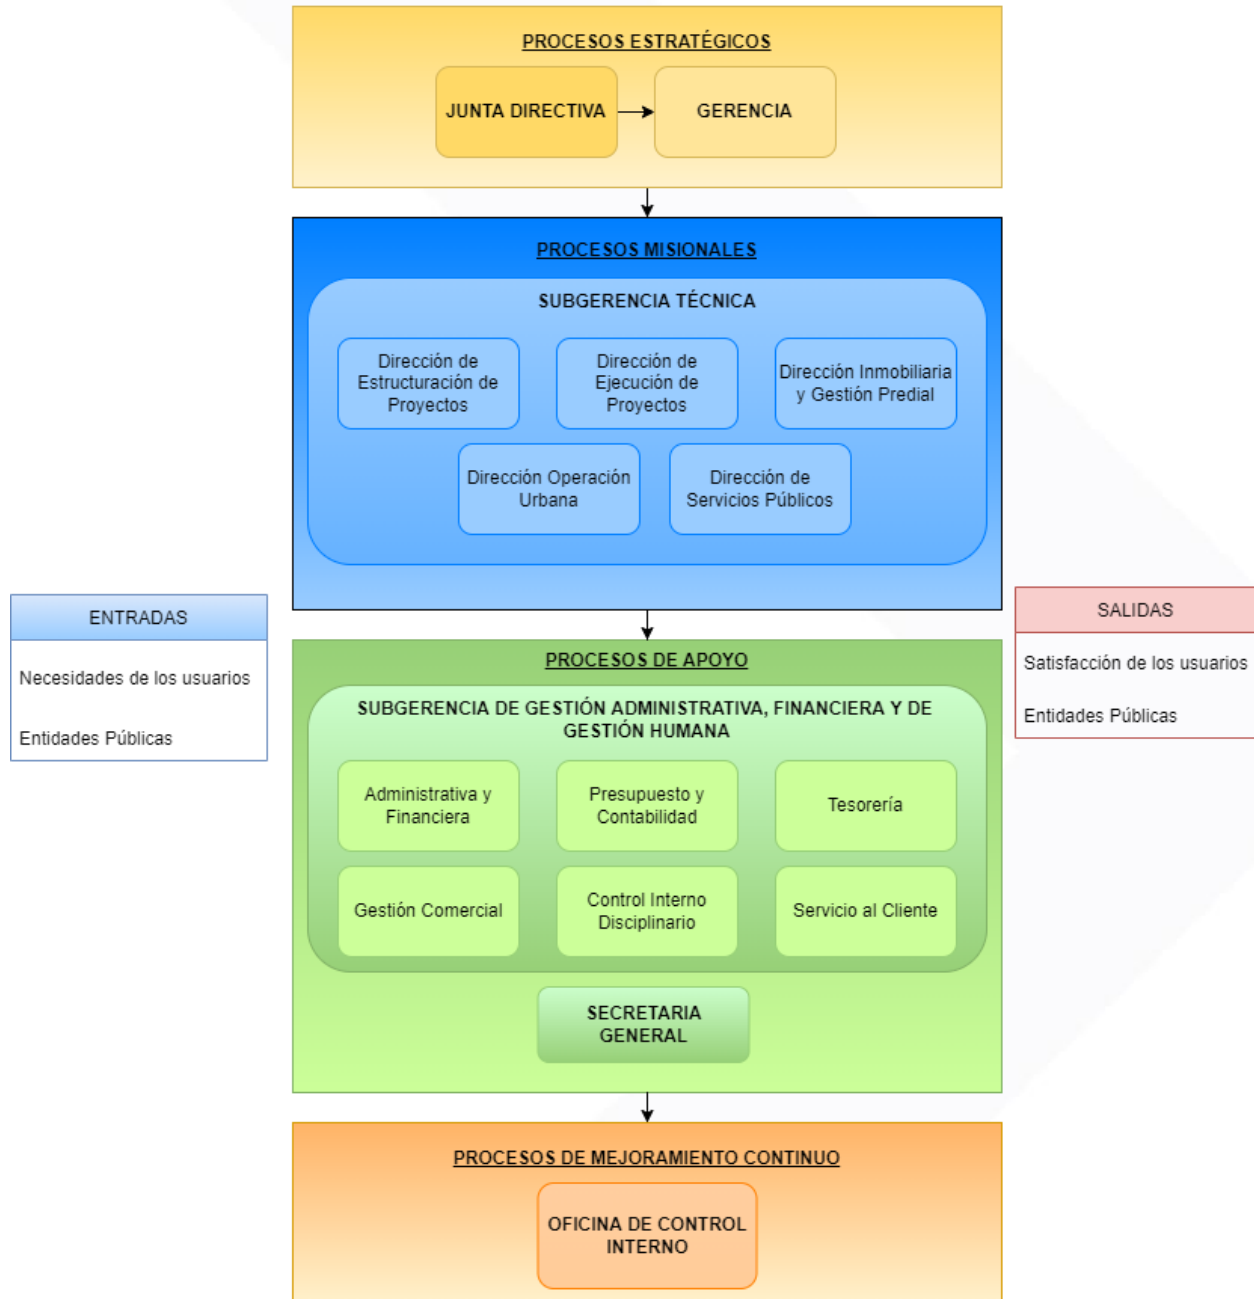 PROCESOS ESTRATÉGICOS
JUNTA DIRECTIVA
GERENCIA
PROCESOS MISIONALES
SUBGERENCIA TÉCNICA
Dirección de
Estructuración de
Proyectos
Dirección de
Ejecución de
Proyectos
Dirección Inmobiliaria
y Gestión Predial
Dirección Operación
Urbana
Dirección de
Servicios Públicos
ENTRADAS
Necesidades de los usuarios
Entidades Públicas
SALIDAS
Satisfacción de los usuarios
Entidades Públicas
PROCESOS DE APOYO
SUBGERENCIA DE GESTIÓN ADMINISTRATIVA, FINANCIERA Y DE
GESTIÓN HUMANA
Administrativa y
Financiera
Presupuesto y
Contabilidad
Tesorería
Gestión Comercial
Control Interno
Disciplinario
Servicio al Cliente
SECRETARIA
GENERAL
PROCESOS DE MEJORAMIENTO CONTINUO
OFICINA DE CONTROL
INTERNO